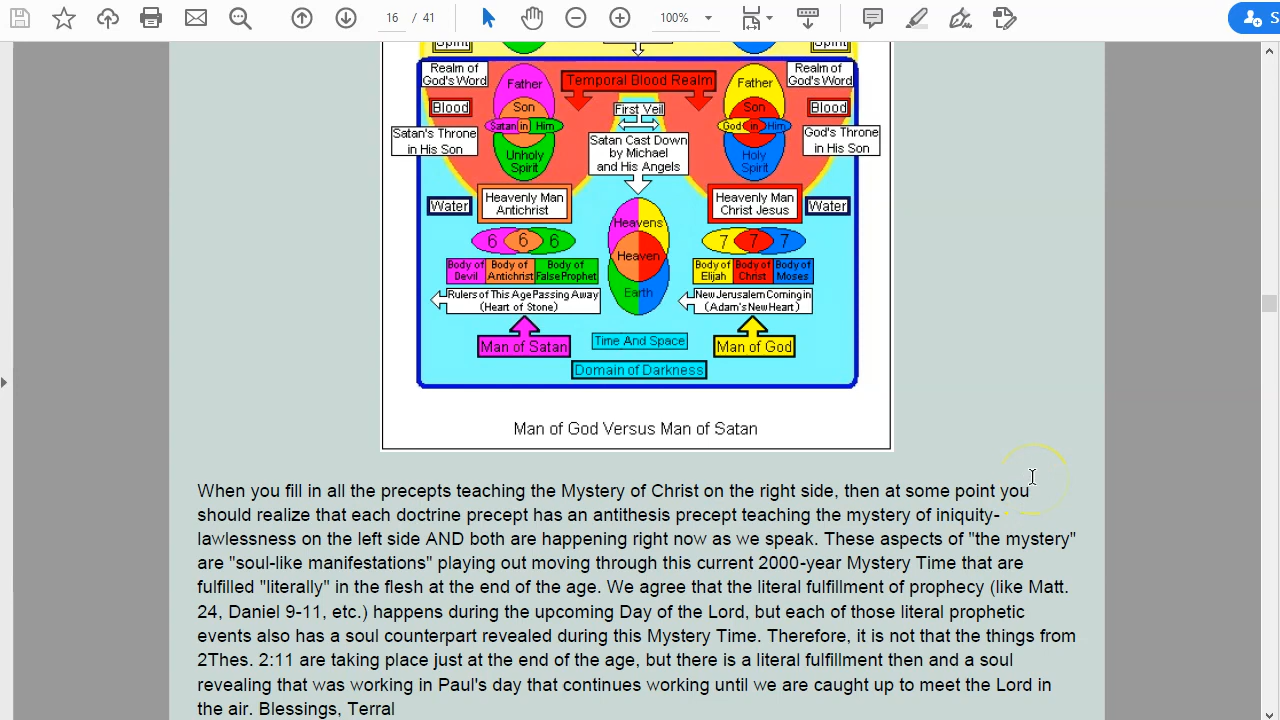 16 / 41
100%
S
Spirit
Spirit
Realm of
God's Word
Father
Temporal Blood Realm
Father
Realm of
God's Word
Blood
Son
First Veil
Son
Blood
Satan in Him
God in Him
Satan's Throne
in His Son
Satan Cast Down
by Michael
and His Angels
God's Throne
in His Son
Unholy
Spirit
Holy
Spirit
Water
Heavenly Man
Antichrist
Heavenly Man
Christ Jesus
Water
Heavens
6 6 6
7 7 7
Heaven
Body of
Devil
Body of
Antichrist
Body of
False Prophet
Body of
Elijah
Body of
Christ
Body of
Moses
Earth
Rulers of This Age Passing Away
(Heart of Stone)
New Jerusalem Coming in
(Adam's New Heart)
Man of Satan
Time And Space
Man of God
Domain of Darkness
Man of God Versus Man of Satan
When you fill in all the precepts teaching the Mystery of Christ on the right side, then at some point you
should realize that each doctrine precept has an antithesis precept teaching the mystery of iniquity-
lawlessness on the left side AND both are happening right now as we speak. These aspects of "the mystery"
are "soul-like manifestations" playing out moving through this current 2000-year Mystery Time that are
fulfilled "literally" in the flesh at the end of the age. We agree that the literal fulfillment of prophecy (like Matt.
24, Daniel 9-11, etc.) happens during the upcoming Day of the Lord, but each of those literal prophetic
events also has a soul counterpart revealed during this Mystery Time. Therefore, it is not that the things from
2Thes. 2:11 are taking place just at the end of the age, but there is a literal fulfillment then and a soul
revealing that was working in Paul's day that continues working until we are caught up to meet the Lord in
the air. Blessings, Terral